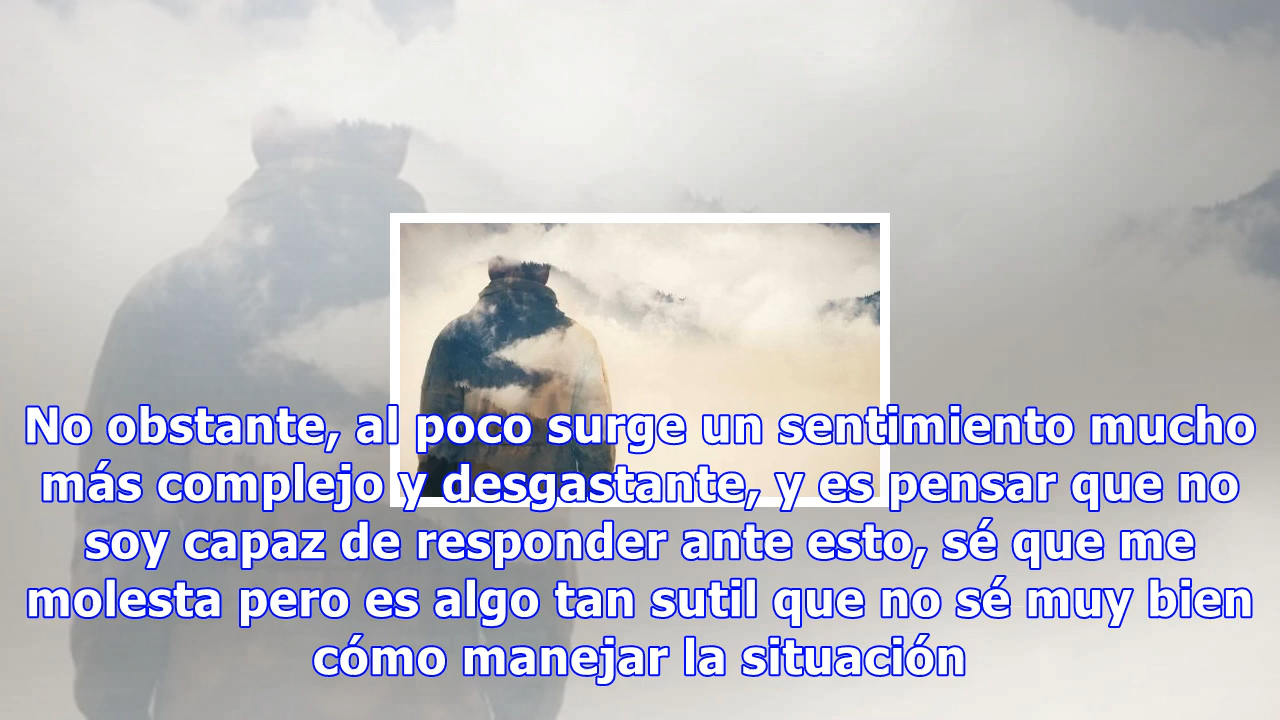 No obstante, al poco surge un sentimiento mucho
más complejo y desgastante, y es pensar que no
soy capaz de responder ante esto, sé que me
molesta pero es algo tan sutil que no sé muy bien
cómo manejar la situación